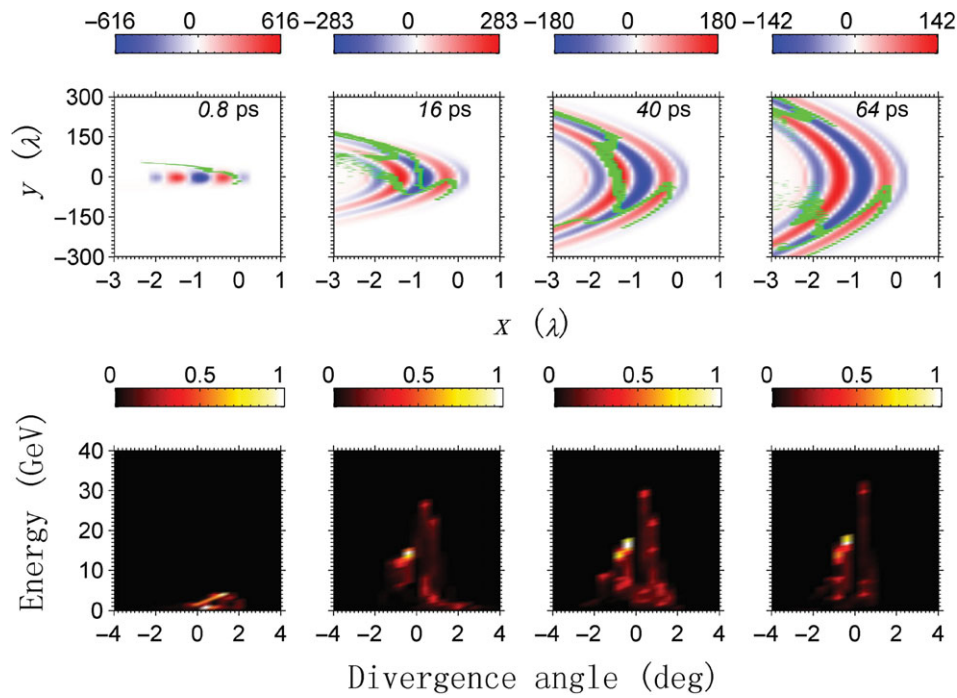 −616 0 616 −283 0 283 −180 0 180 −142 0 142
300 0.8 ps 16 ps 40 ps 64 ps
150
0
−150
−300
y (λ)
−3 −2 −1 0 1 −3 −2 −1 0 1 −3 −2 −1 0 1 −3 −2 −1 0 1
x (λ)
0 0.5 1 0 0.5 1 0 0.5 1 0 0.5 1
40
30
20
10
0
Energy (GeV)
−4 −2 0 2 4 −4 −2 0 2 4 −4 −2 0 2 4 −4 −2 0 2 4
Divergence angle (deg)